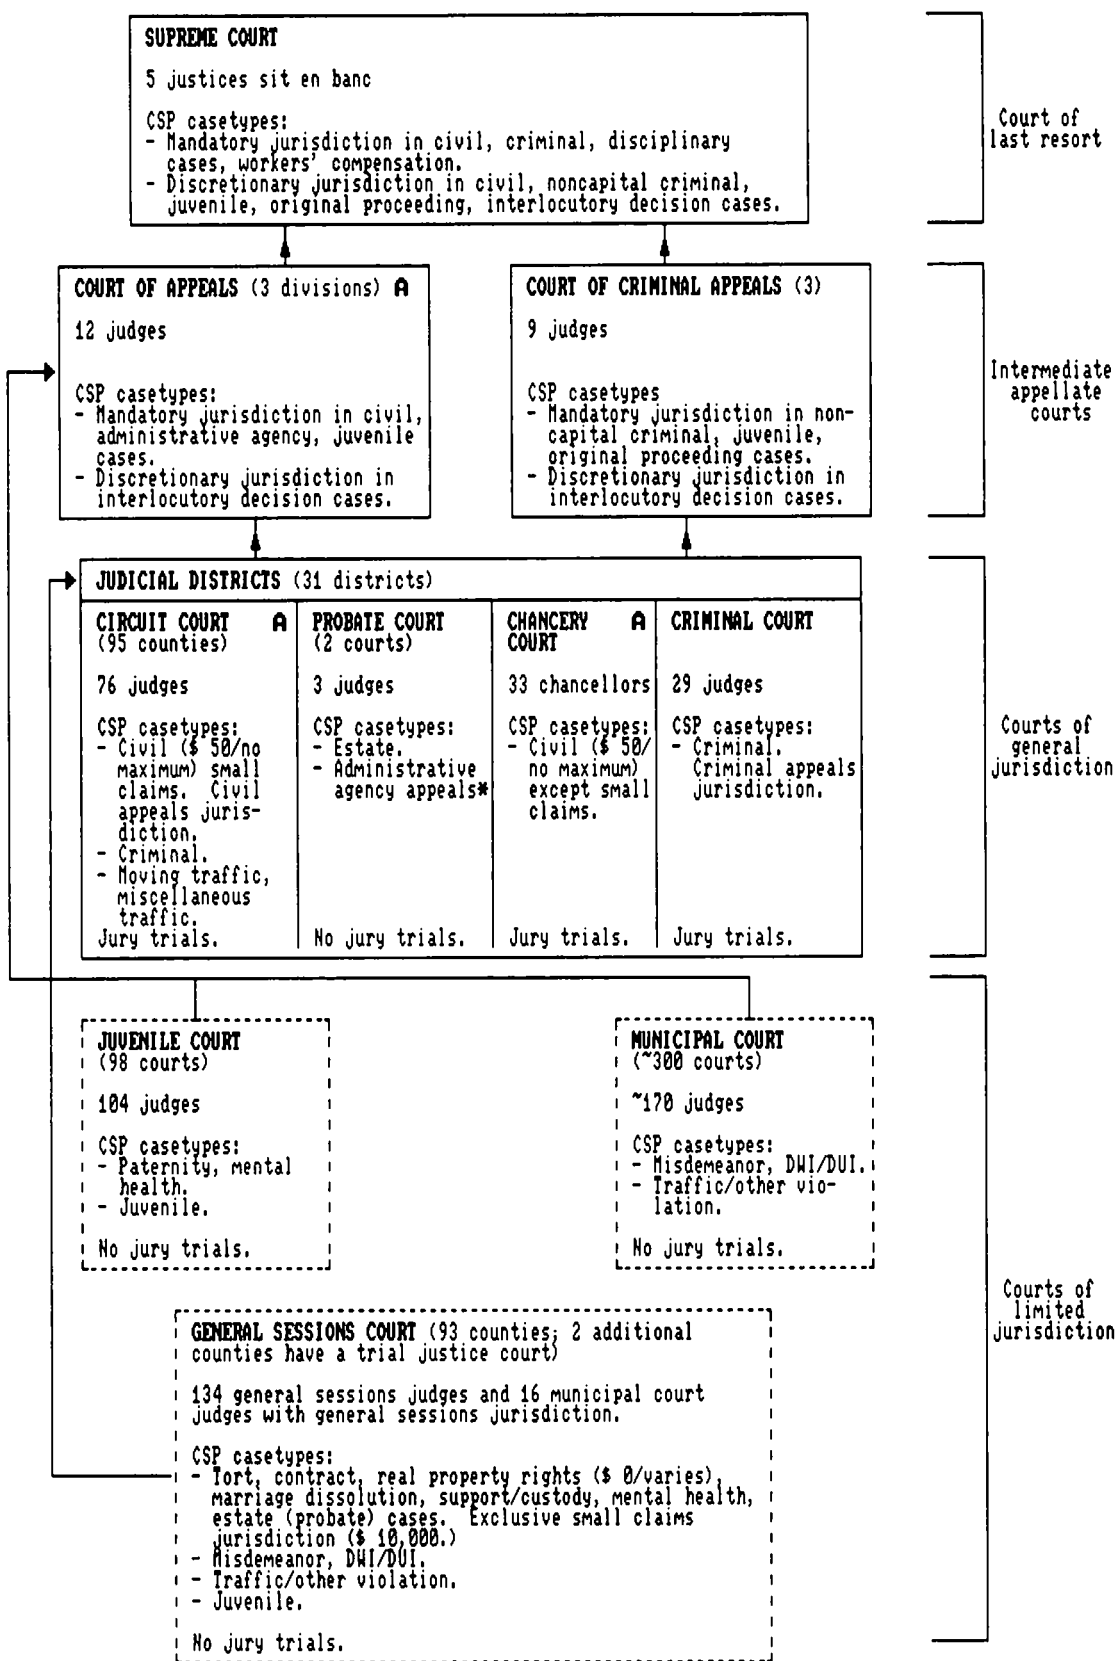 SUPREME COURT
5 justices sit en banc
CSP casetypes:
- Mandatory jurisdiction in civil, criminal, disciplinary
cases, workers' compensation.
- Discretionary jurisdiction in civil, noncapital criminal,
juvenile, original proceeding, interlocutory decision cases.
Court of
last resort
COURT OF APPEALS (3 divisions) A
12 judges
CSP casetypes:
- Mandatory jurisdiction in civil,
administrative agency, juvenile
cases.
- Discretionary jurisdiction in
interlocutory decision cases.
COURT OF CRIMINAL APPEALS (3)
9 judges
CSP casetypes
- Mandatory jurisdiction in non-
capital criminal, juvenile,
original proceeding cases.
- Discretionary jurisdiction in
interlocutory decision cases.
Intermediate
appellate
courts
JUDICIAL DISTRICTS (31 districts)
CIRCUIT COURT A
(95 counties)
76 judges
CSP casetypes:
- Civil ($ 50/no
maximum) small
claims. Civil
appeals juris-
diction.
- Criminal.
- Moving traffic,
miscellaneous
traffic.
Jury trials.
PROBATE COURT
(2 courts)
3 judges
CSP casetypes:
- Estate.
- Administrative
agency appeals*
No jury trials.
CHANCERY A
COURT
33 chancellors
CSP casetypes:
- Civil ($ 50/
no maximum)
except small
claims.
Jury trials.
CRIMINAL COURT
29 judges
CSP casetypes:
- Criminal.
Criminal appeals
jurisdiction.
Jury trials.
Courts of
general
jurisdiction
JUVENILE COURT
(98 courts)
104 judges
CSP casetypes:
- Paternity, mental
health.
- Juvenile.
No jury trials.
MUNICIPAL COURT
(~300 courts)
~170 judges
CSP casetypes:
- Misdemeanor, DWI/DUI.
- Traffic/other vio-
lation.
No jury trials.
GENERAL SESSIONS COURT (93 counties; 2 additional
counties have a trial justice court)
134 general sessions judges and 16 municipal court
judges with general sessions jurisdiction.
CSP casetypes:
- Tort, contract, real property rights ($ 0/varies),
marriage dissolution, support/custody, mental health,
estate (probate) cases. Exclusive small claims
jurisdiction ($ 10,000.)
- Misdemeanor, DWI/DUI.
- Traffic/other violation.
- Juvenile.
No jury trials.
Courts of
limited
jurisdiction